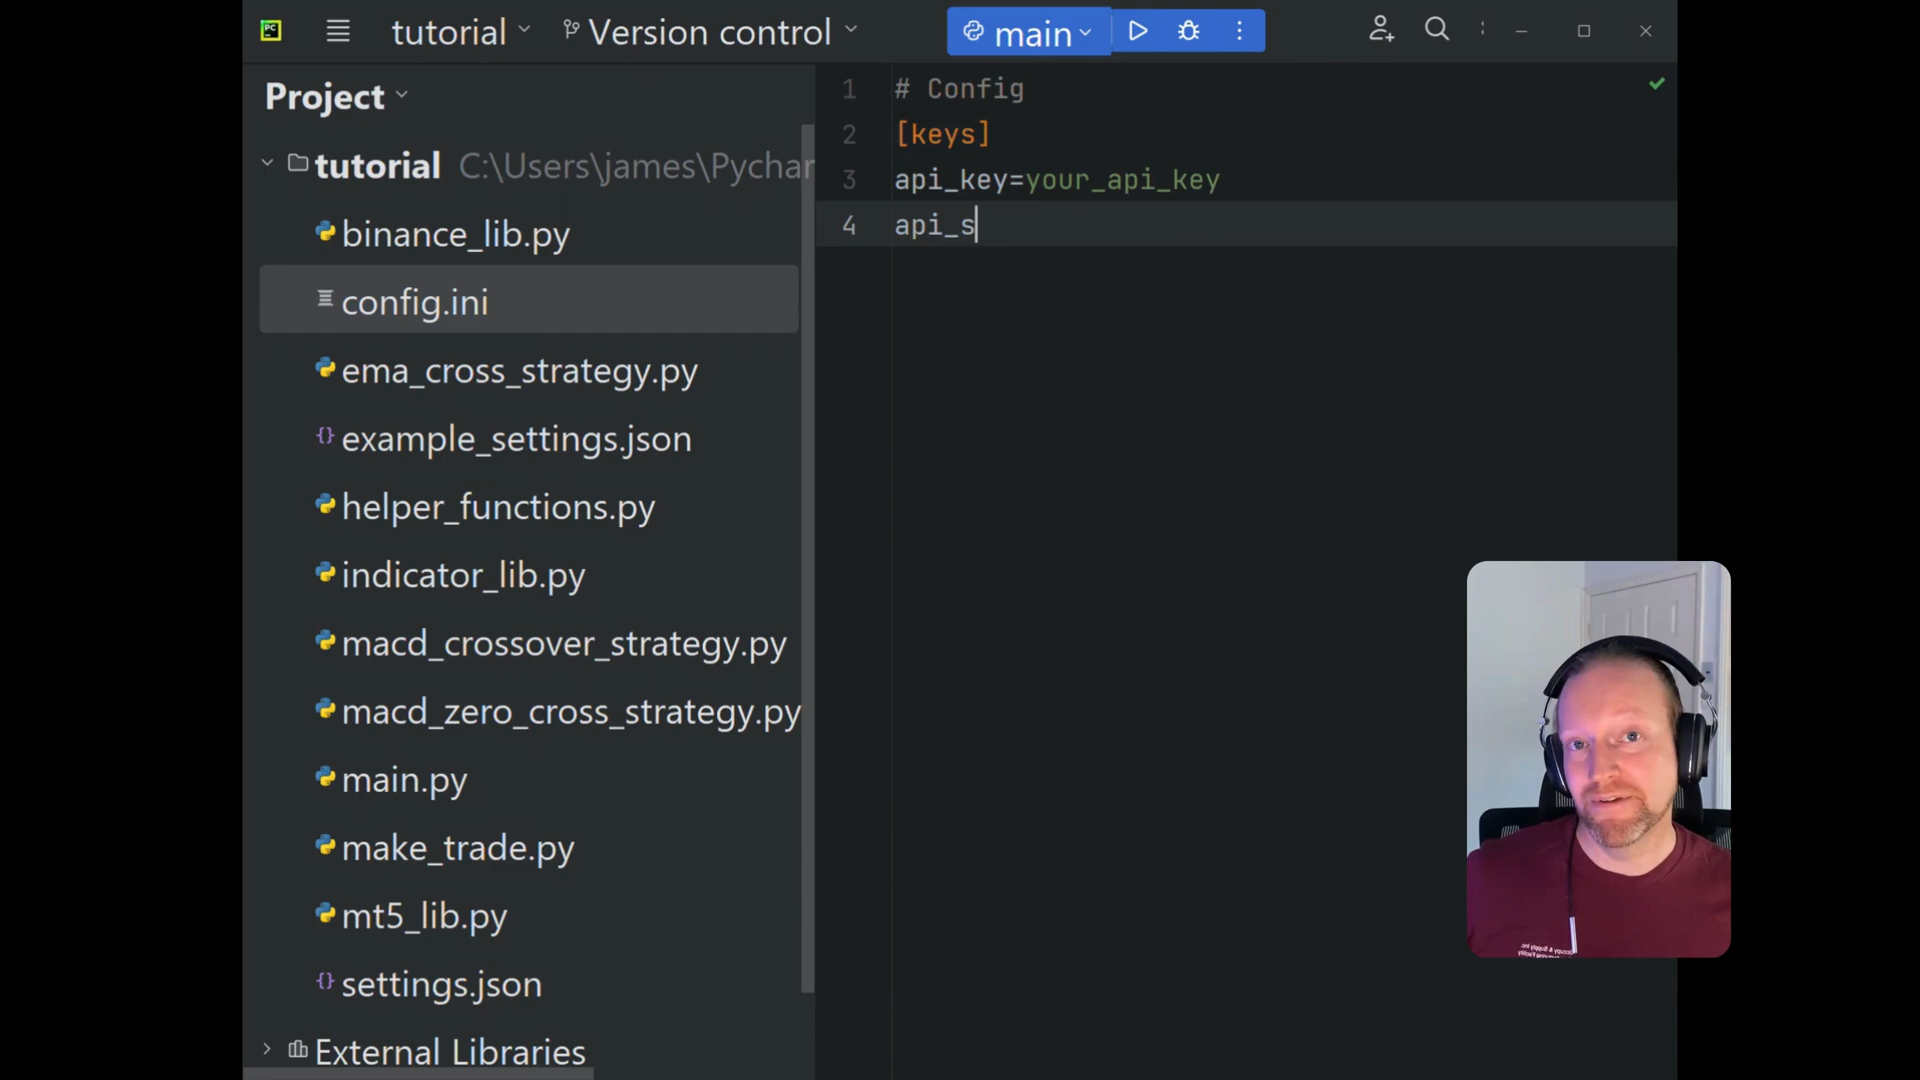 PC
tutorial Version control main
Project
tutorial C:\Users\james\Pychar
binance_lib.py
config.ini
ema_cross_strategy.py
example_settings.json
helper_functions.py
indicator_lib.py
macd_crossover_strategy.py
macd_zero_cross_strategy.py
main.py
make_trade.py
mt5_lib.py
settings.json
External Libraries
1 # Config
2 [keys]
3 api_key=your_api_key
4 api_s